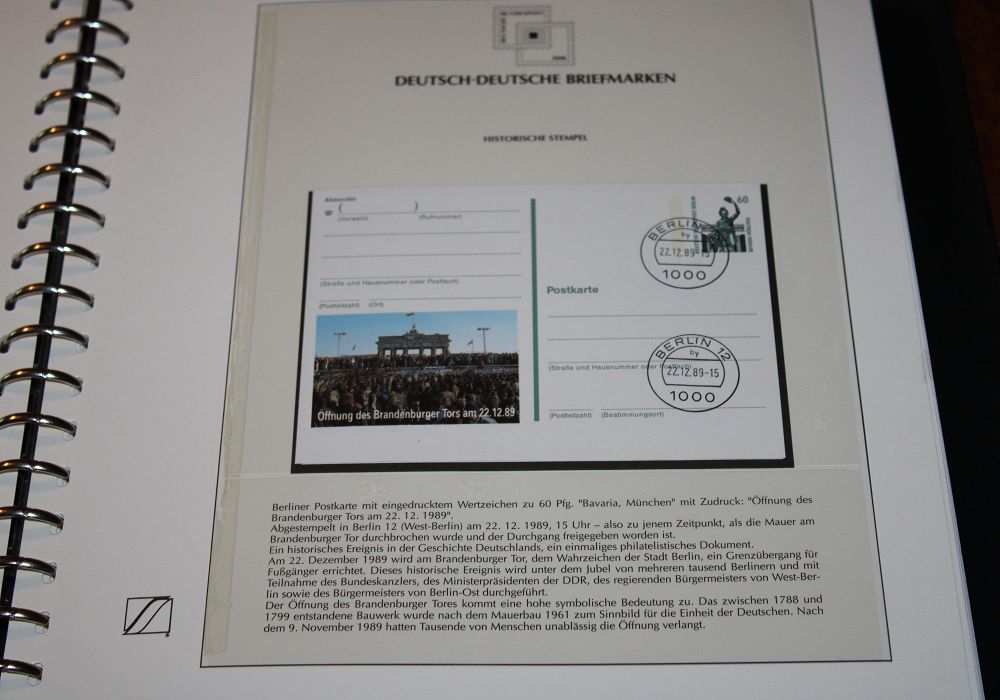 DEUTSCH-DEUTSCHE BRIEFMARKEN
HISTORISCHE STEMPEL
Absender
( )
(Vorwahl) (Rufnummer)
(Straße und Hausnummer oder Postfach)
(Postleitzahl) (Ort)
Öffnung des Brandenburger Tors am 22.12.89
60
BERLIN 12
by
22.12.89-15
1000
Postkarte
BERLIN 12
by
22.12.89-15
1000
(Straße und Hausnummer oder Postfach)
(Postleitzahl) (Bestimmungsort)
Berliner Postkarte mit eingedrucktem Wertzeichen zu 60 Pfg. "Bavaria, München" mit Zudruck: "Öffnung des
Brandenburger Tors am 22. 12. 1989".
Abgestempelt in Berlin 12 (West-Berlin) am 22. 12. 1989, 15 Uhr – also zu jenem Zeitpunkt, als die Mauer am
Brandenburger Tor durchbrochen wurde und der Durchgang freigegeben worden ist.
Ein historisches Ereignis in der Geschichte Deutschlands, ein einmaliges philatelistisches Dokument.
Am 22. Dezember 1989 wird am Brandenburger Tor, dem Wahrzeichen der Stadt Berlin, ein Grenzübergang für
Fußgänger errichtet. Dieses historische Ereignis wird unter dem Jubel von mehreren tausend Berlinern und mit
Teilnahme des Bundeskanzlers, des Ministerpräsidenten der DDR, des regierenden Bürgermeisters von West-Ber-
lin sowie des Bürgermeisters von Berlin-Ost durchgeführt.
Der Öffnung des Brandenburger Tores kommt eine hohe symbolische Bedeutung zu. Das zwischen 1788 und
1799 entstandene Bauwerk wurde nach dem Mauerbau 1961 zum Sinnbild für die Einheit der Deutschen. Nach
dem 9. November 1989 hatten Tausende von Menschen unablässig die Öffnung verlangt.